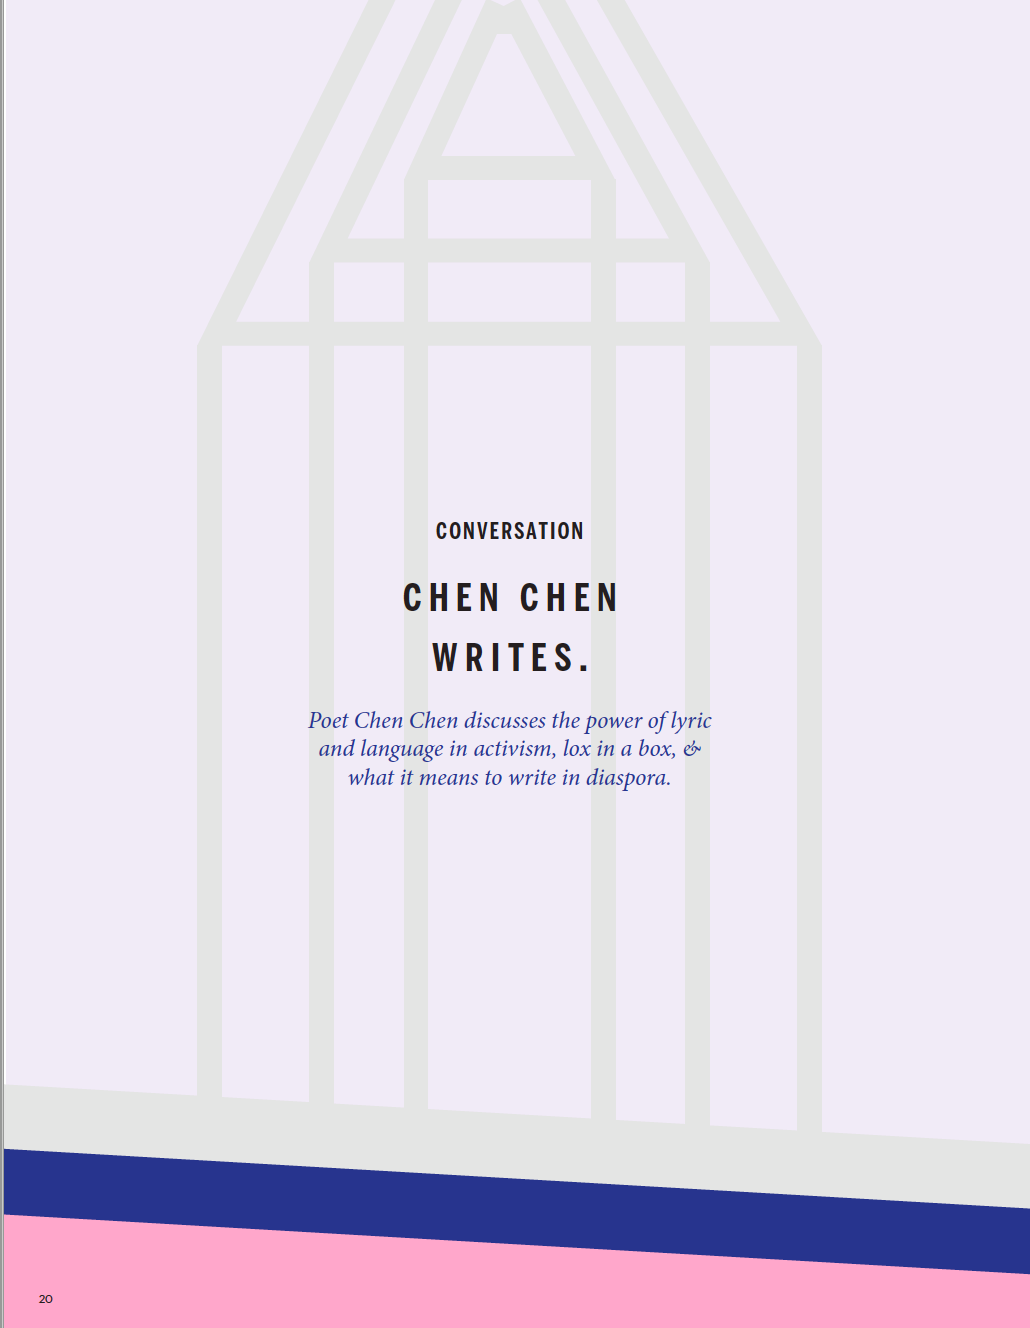 CONVERSATION
CHEN CHEN
WRITES.
Poet Chen Chen discusses the power of lyric
and language in activism, lox in a box, &
what it means to write in diaspora.
20